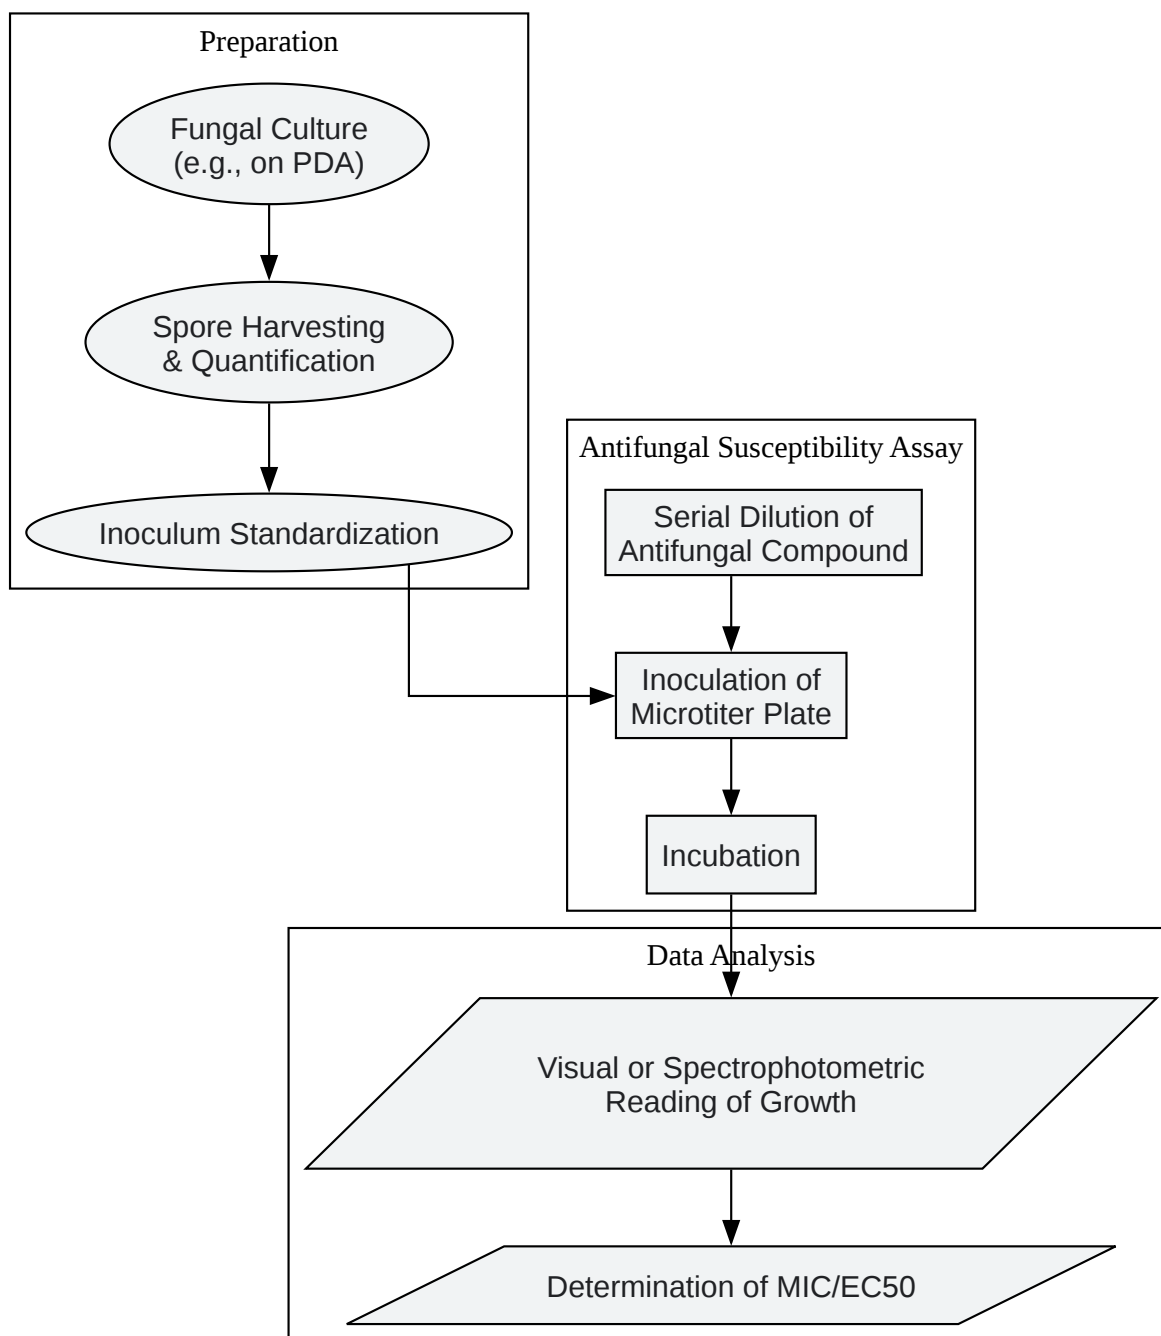 Preparation
Fungal Culture
(e.g., on PDA)
Spore Harvesting
& Quantification
Inoculum Standardization
Antifungal Susceptibility Assay
Serial Dilution of
Antifungal Compound
Inoculation of
Microtiter Plate
Incubation
Data Analysis
Visual or Spectrophotometric
Reading of Growth
Determination of MIC/EC50